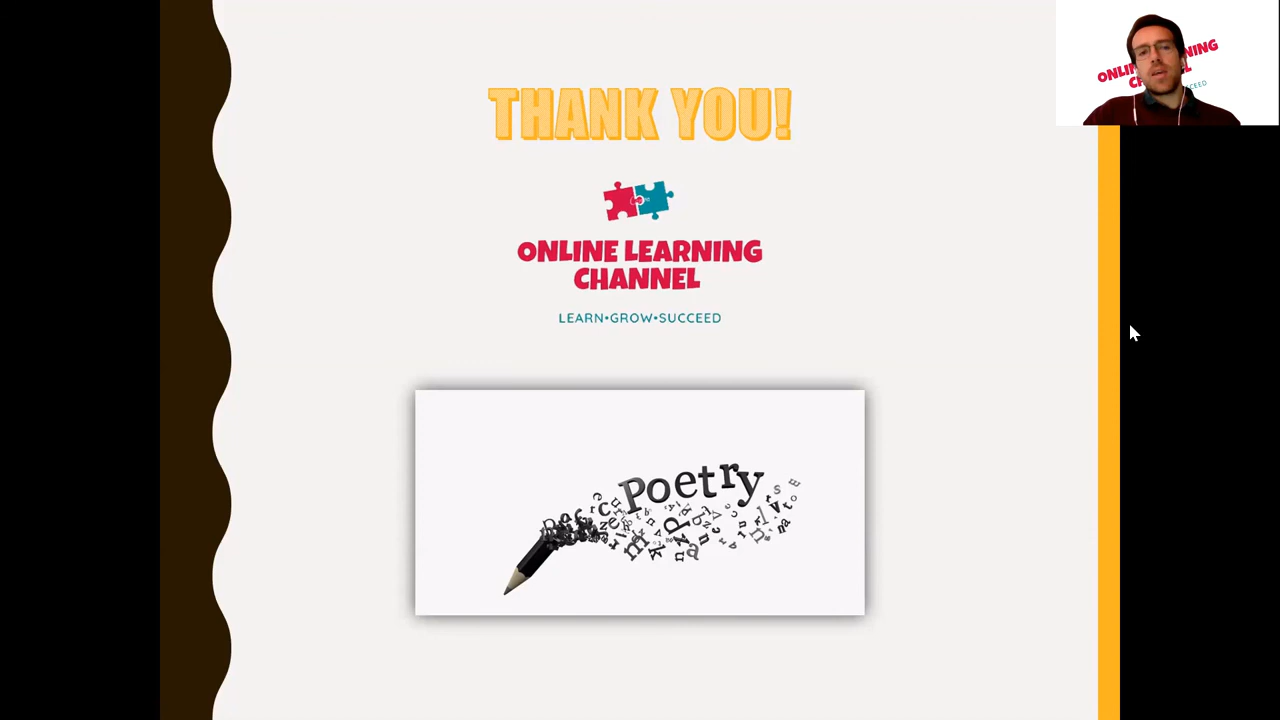 THANK YOU!
ONLINE LEARNING
CHANNEL
LEARN•GROW•SUCCEED
Poetry